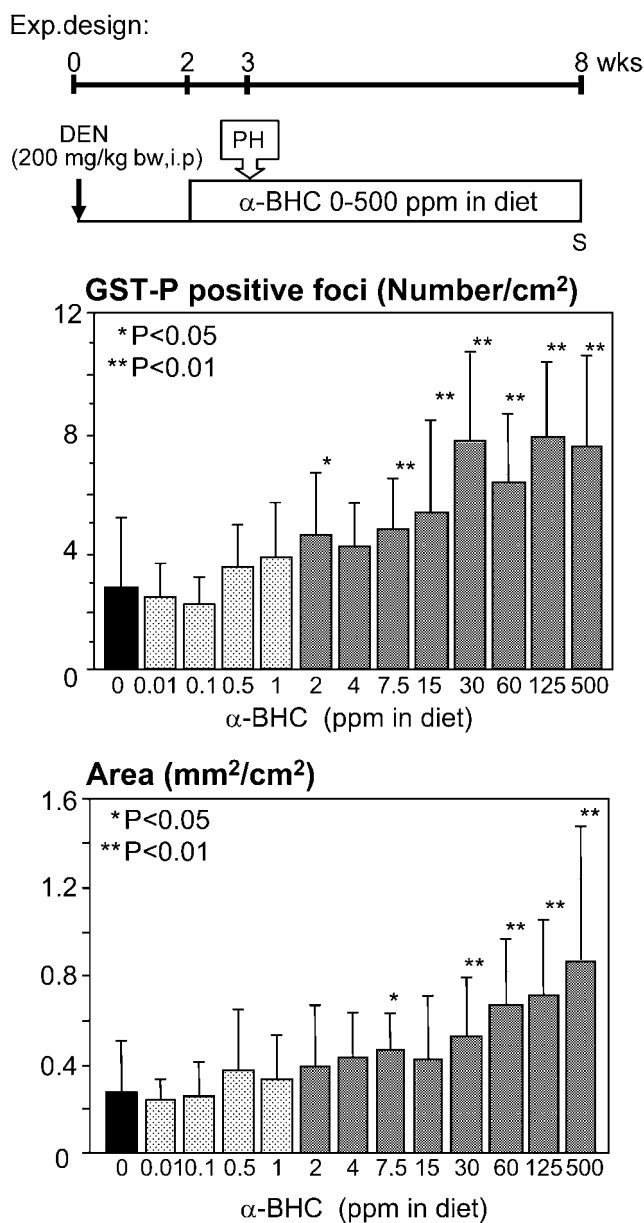 Exp.design:
0 2 3 8 wks
DEN
(200 mg/kg bw,i.p)
PH
α-BHC 0-500 ppm in diet
S
GST-P positive foci (Number/cm²)
*P<0.05
**P<0.01
12
8
4
0
* ** ** ** ** ** **
0 0.01 0.1 0.5 1 2 4 7.5 15 30 60 125 500
α-BHC (ppm in diet)
Area (mm²/cm²)
*P<0.05
**P<0.01
1.6
1.2
0.8
0.4
0
* ** ** ** **
0 0.010.1 0.5 1 2 4 7.5 15 30 60 125 500
α-BHC (ppm in diet)